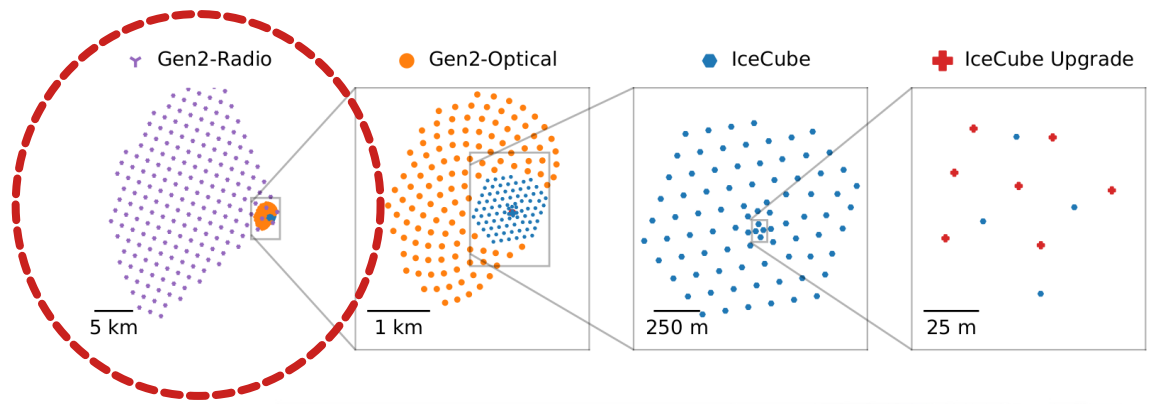 Gen2-Radio
Gen2-Optical
IceCube
IceCube Upgrade
5 km
1 km
250 m
25 m